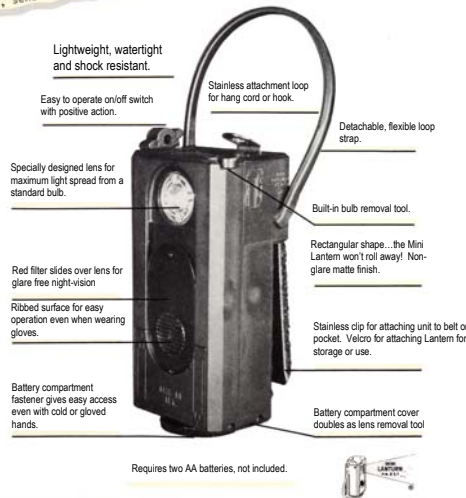 Lightweight, watertight
and shock resistant.
Easy to operate on/off switch
with positive action.
Stainless attachment loop
for hang cord or hook.
Detachable, flexible loop
strap.
Specially designed lens for
maximum light spread from a
standard bulb.
Built-in bulb removal tool.
Rectangular shape…the Mini
Lantern won’t roll away! Non-
glare matte finish.
Red filter slides over lens for
glare free night-vision
Ribbed surface for easy
operation even when wearing
gloves.
Stainless clip for attaching unit to belt or
pocket. Velcro for attaching Lantern for
storage or use.
Battery compartment
fastener gives easy access
even with cold or gloved
hands.
Battery compartment cover
doubles as lens removal tool
Requires two AA batteries, not included.
MINI
LANTERN